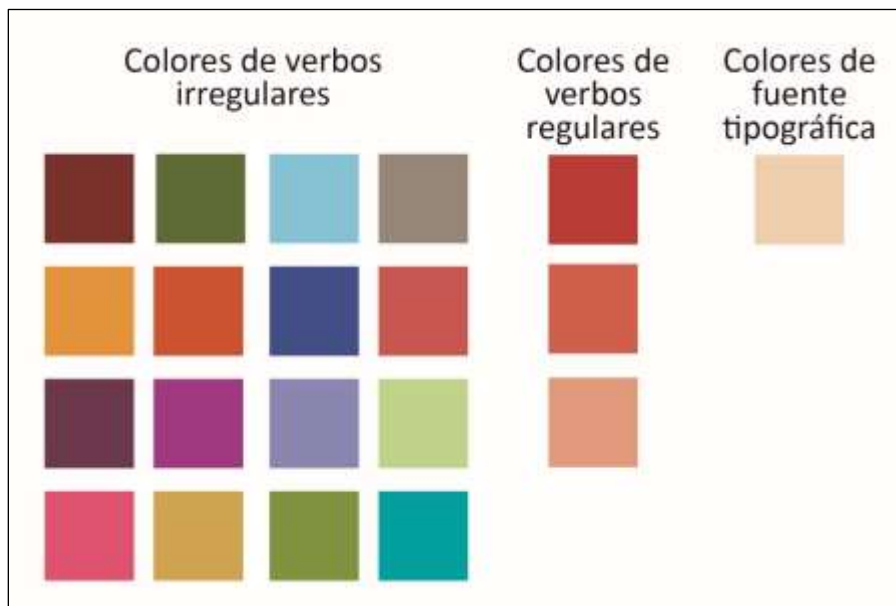 Colores de verbos
irregulares
Colores de
verbos
regulares
Colores de
fuente
tipográfica